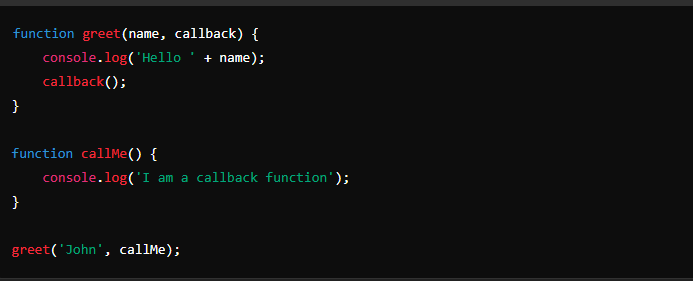 function greet(name, callback) {
    console.log('Hello ' + name);
    callback();
}

function callMe() {
    console.log('I am a callback function');
}

greet('John', callMe);